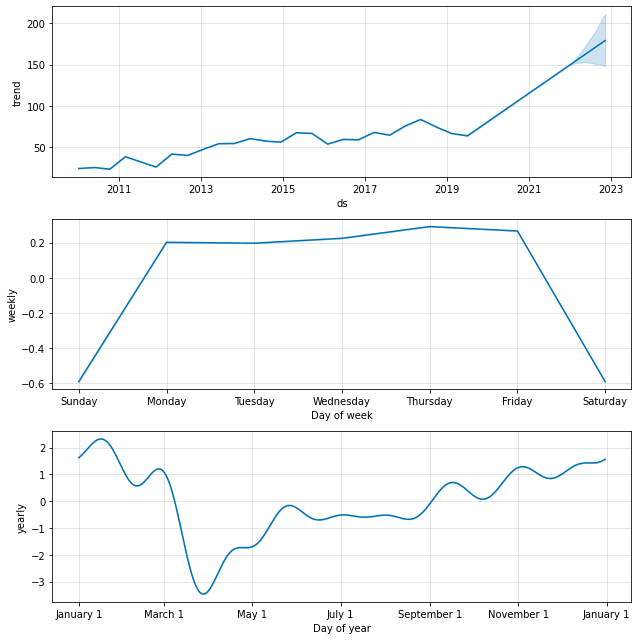 200
150
100
50
trend
2011 2013 2015 2017 2019 2021 2023
ds
0.2
0.0
−0.2
−0.4
−0.6
weekly
Sunday Monday Tuesday Wednesday Thursday Friday Saturday
Day of week
2
1
0
−1
−2
−3
yearly
January 1 March 1 May 1 July 1 September 1 November 1 January 1
Day of year